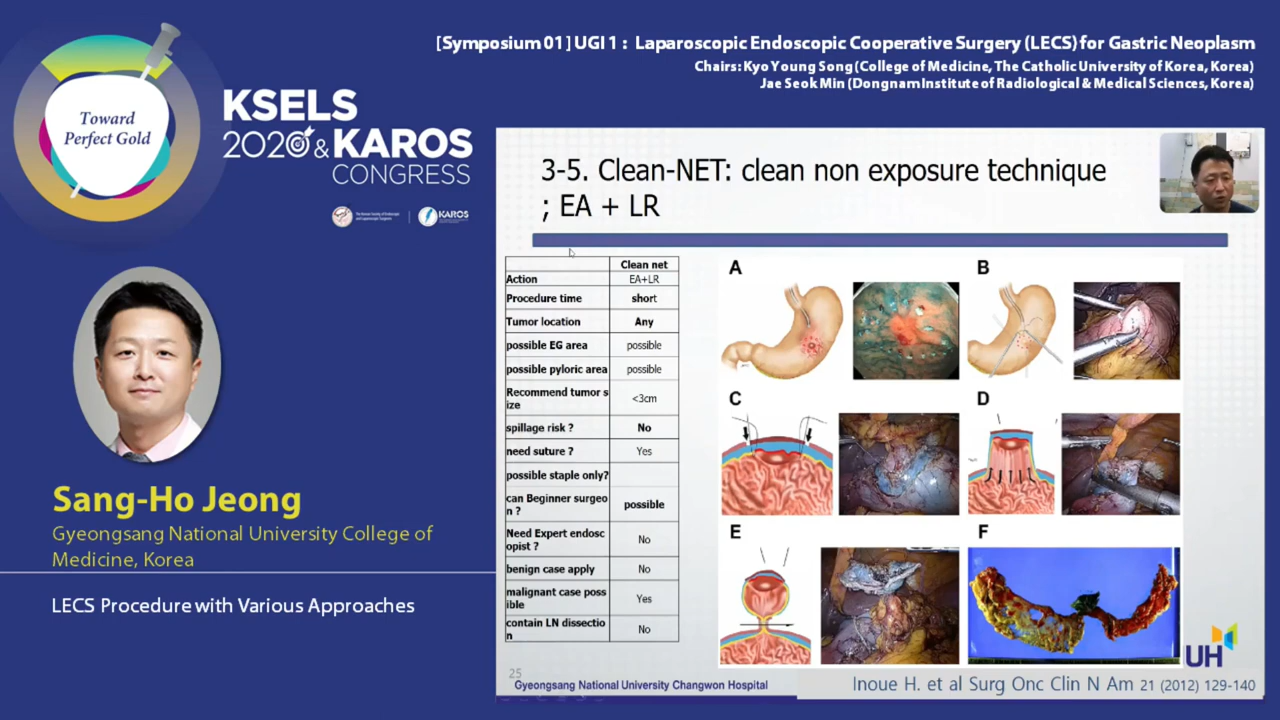 [Symposium 01] UGI 1 : Laparoscopic Endoscopic Cooperative Surgery (LECS) for Gastric Neoplasm
Chairs: Kyo Young Song (College of Medicine, The Catholic University of Korea, Korea)
Jae Seok Min (Dongnam Institute of Radiological & Medical Sciences, Korea)
Toward
Perfect Gold
KSELS
2020 & KAROS
CONGRESS
KAROS
Sang-Ho Jeong
Gyeongsang National University College of
Medicine, Korea
LECS Procedure with Various Approaches
3-5. Clean-NET: clean non exposure technique
; EA + LR
Clean net
Action EA+LR
Procedure time short
Tumor location Any
possible EG area possible
possible pyloric area possible
Recommend tumor s
ize <3cm
spillage risk ? No
need suture ? Yes
possible staple only?
can Beginner surgeo
n ? possible
Need Expert endosc
opist ? No
benign case apply No
malignant case poss
ible Yes
contain LN dissectio
n No
A
B
C
D
E
F
UH
25
Gyeongsang National University Changwon Hospital
Inoue H. et al Surg Onc Clin N Am 21 (2012) 129-140